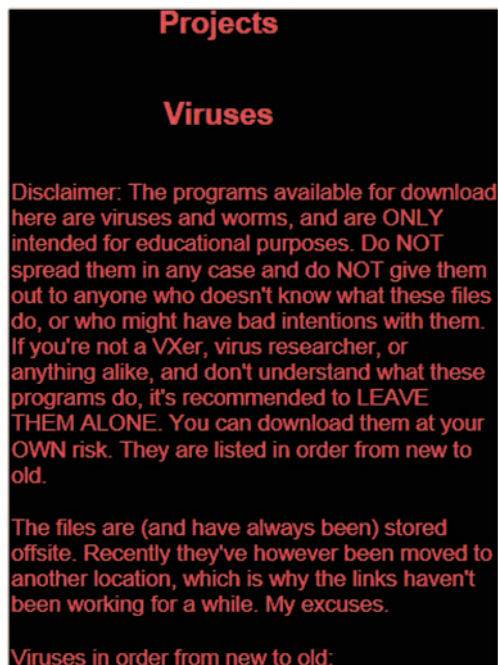 Projects
Viruses
Disclaimer: The programs available for download
here are viruses and worms, and are ONLY
intended for educational purposes. Do NOT
spread them in any case and do NOT give them
out to anyone who doesn't know what these files
do, or who might have bad intentions with them.
If you're not a VXer, virus researcher, or
anything alike, and don't understand what these
programs do, it's recommended to LEAVE
THEM ALONE. You can download them at your
OWN risk. They are listed in order from new to
old.
The files are (and have always been) stored
offsite. Recently they've however been moved to
another location, which is why the links haven't
been working for a while. My excuses.
Viruses in order from new to old: